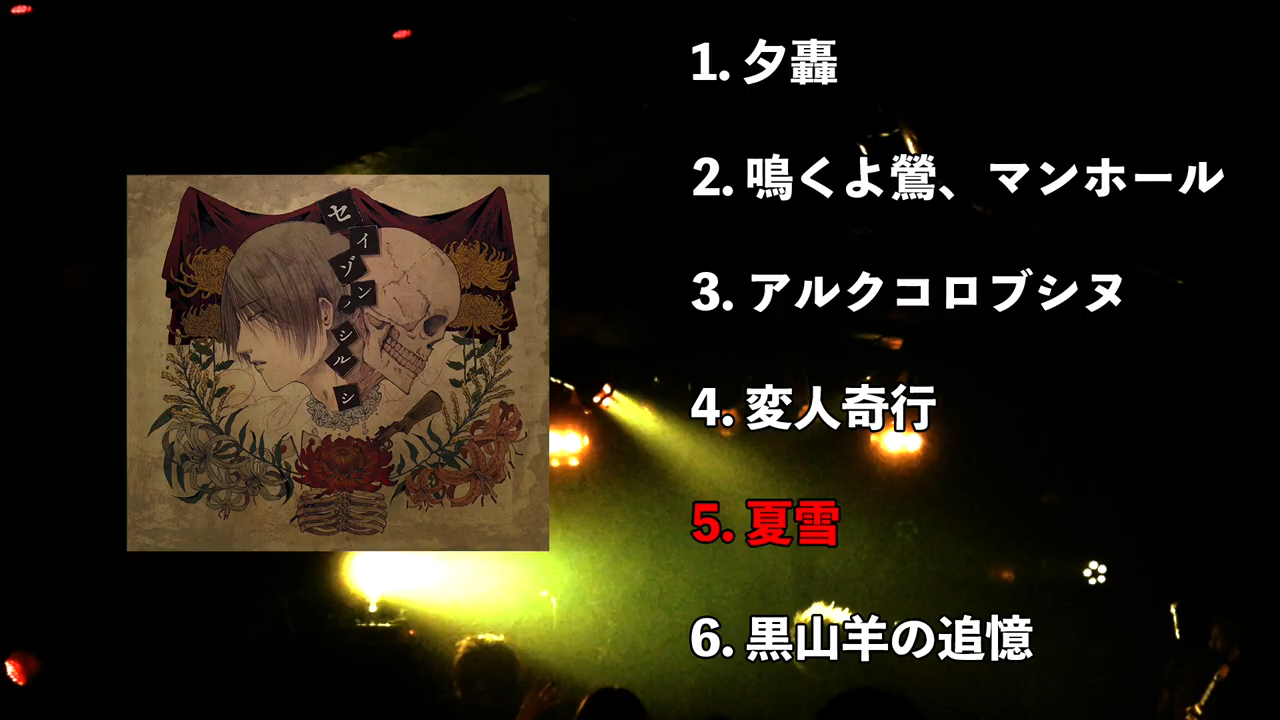 セイゾンノシルシ
1. 夕轟
2. 鳴くよ鶯、マンホール
3. アルクコロブシヌ
4. 変人奇行
5. 夏雪
6. 黒山羊の追憶